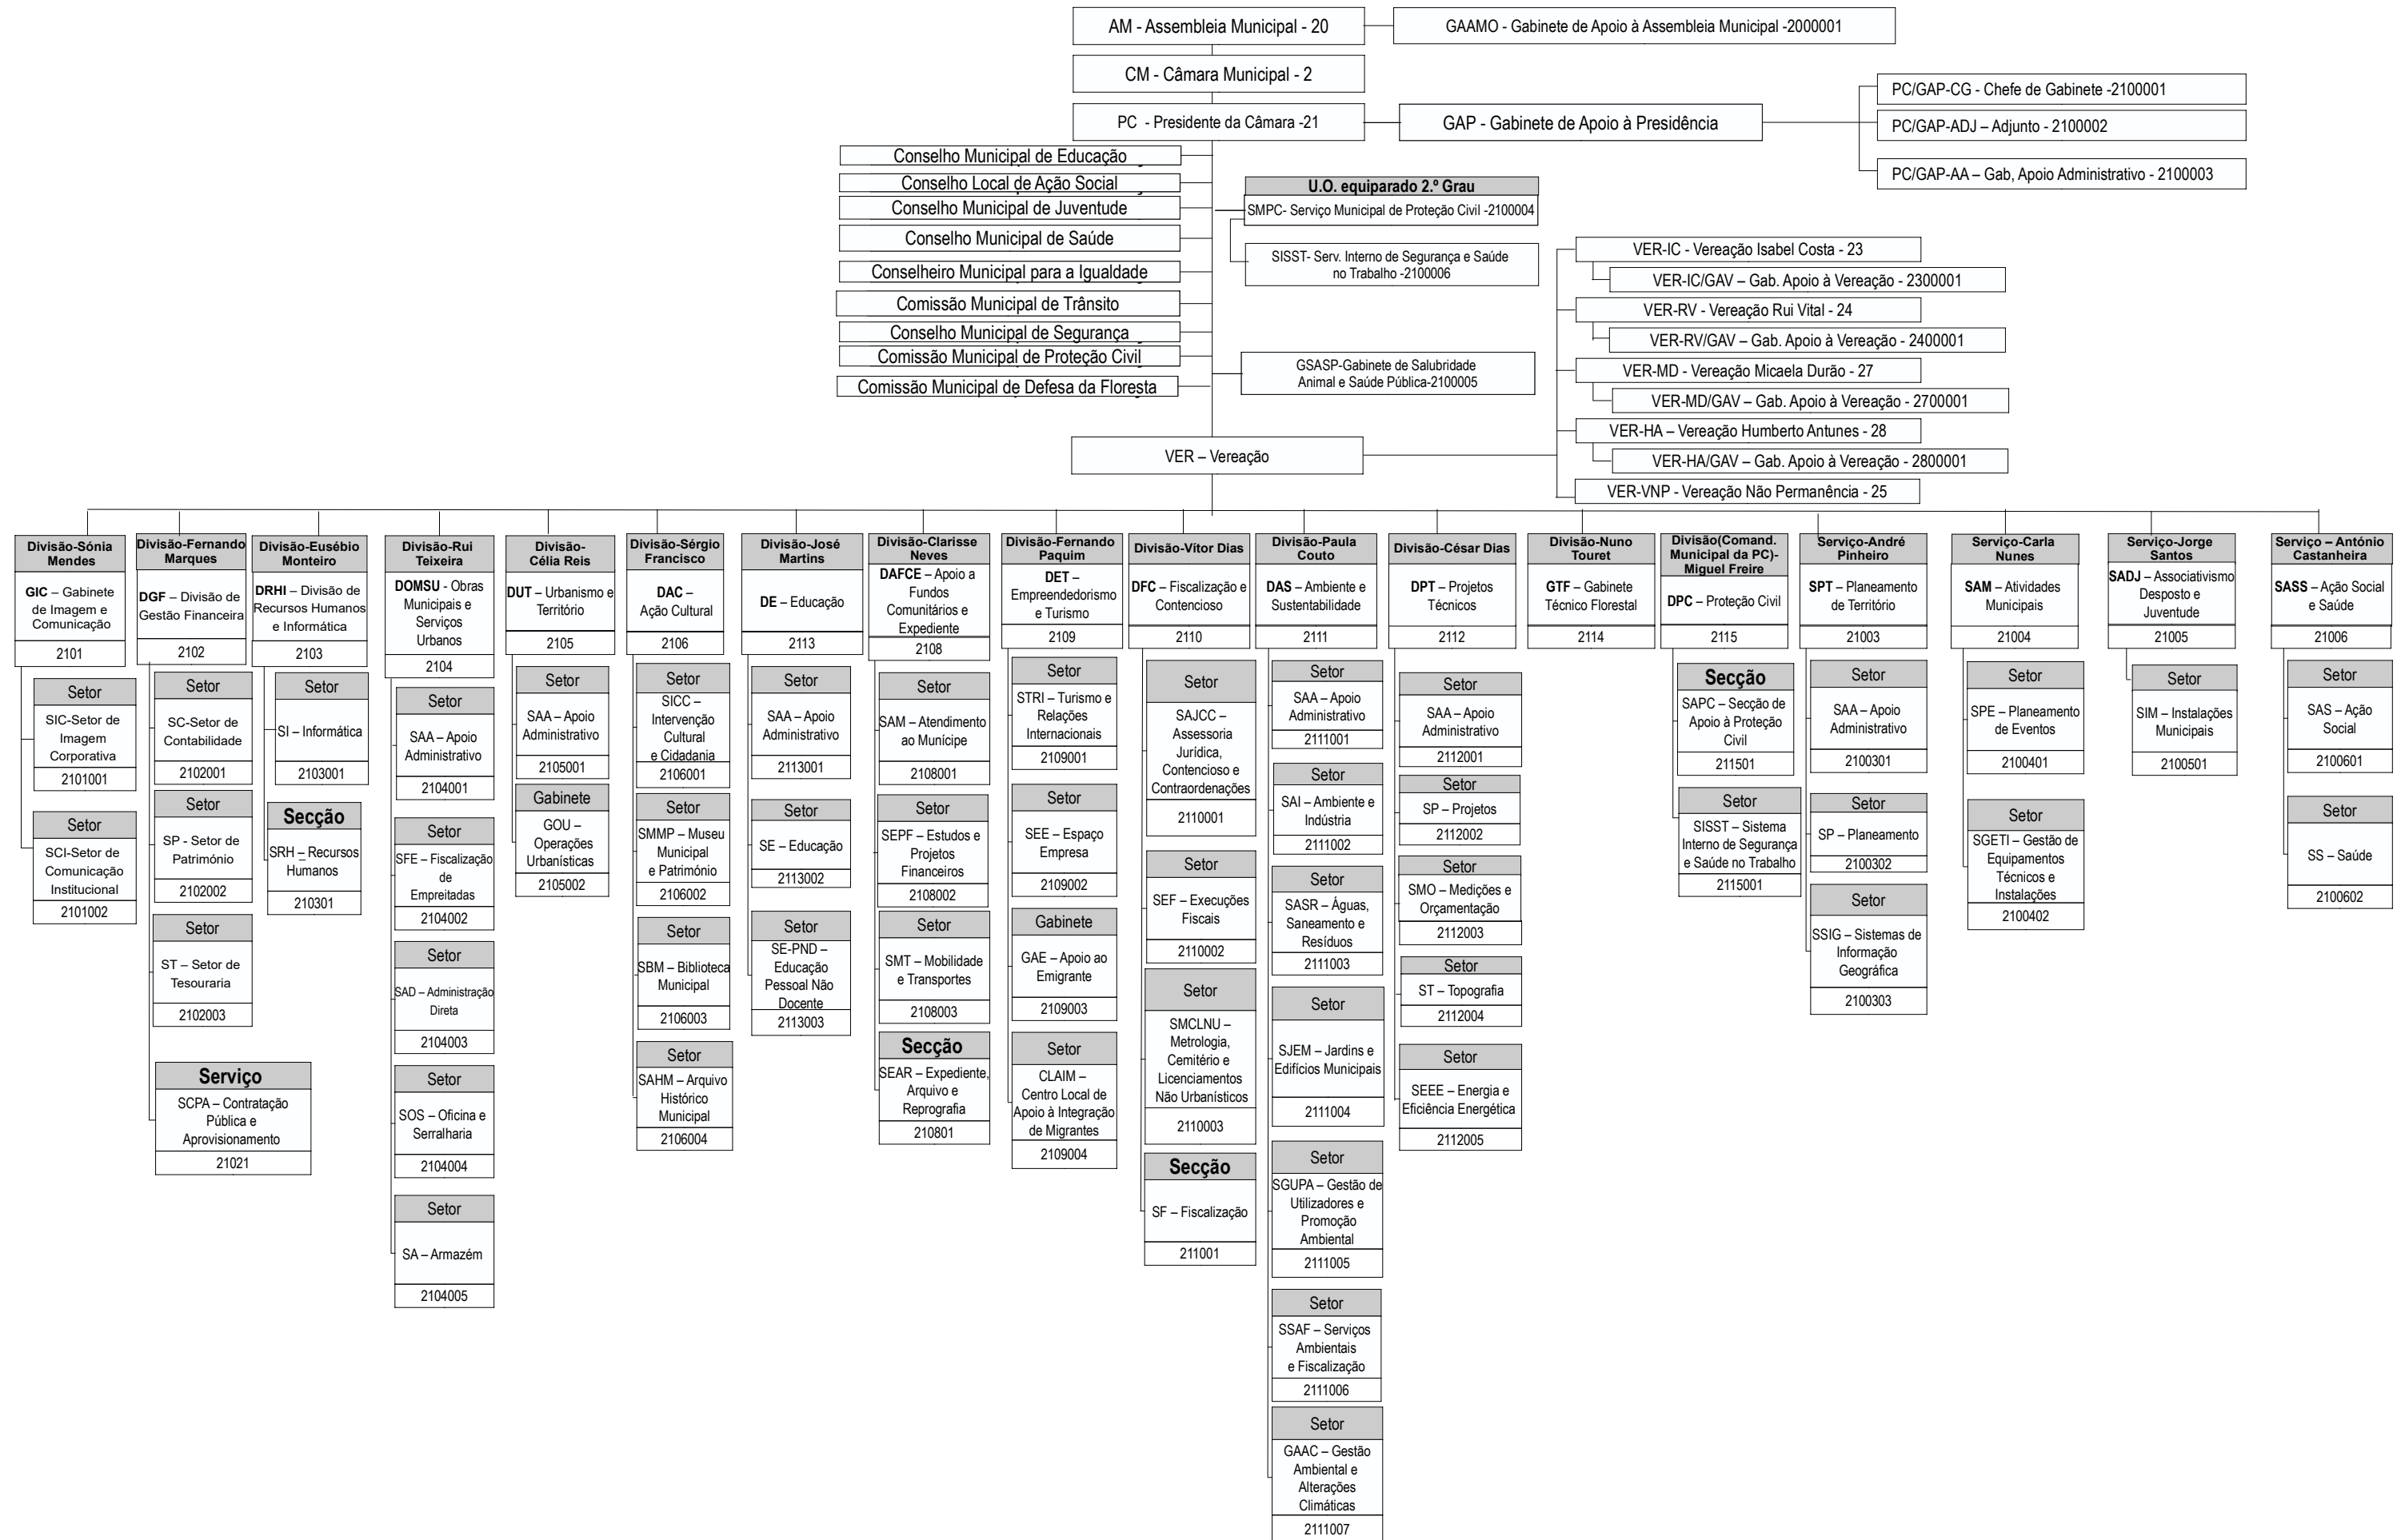 AM - Assembleia Municipal - 20
GAAMO - Gabinete de Apoio à Assembleia Municipal -2000001
CM - Câmara Municipal - 2
PC - Presidente da Câmara -21
GAP - Gabinete de Apoio à Presidência
PC/GAP-CG - Chefe de Gabinete -2100001
PC/GAP-ADJ – Adjunto - 2100002
PC/GAP-AA – Gab, Apoio Administrativo - 2100003
Conselho Municipal de Educação
Conselho Local de Ação Social
Conselho Municipal de Juventude
Conselho Municipal de Saúde
Conselheiro Municipal para a Igualdade
Comissão Municipal de Trânsito
Conselho Municipal de Segurança
Comissão Municipal de Proteção Civil
Comissão Municipal de Defesa da Floresta
U.O. equiparado 2.º Grau
SMPC- Serviço Municipal de Proteção Civil -2100004
SISST- Serv. Interno de Segurança e Saúde
no Trabalho -2100006
GSASP-Gabinete de Salubridade
Animal e Saúde Pública-2100005
VER – Vereação
VER-IC - Vereação Isabel Costa - 23
VER-IC/GAV – Gab. Apoio à Vereação - 2300001
VER-RV - Vereação Rui Vital - 24
VER-RV/GAV – Gab. Apoio à Vereação - 2400001
VER-MD - Vereação Micaela Durão - 27
VER-MD/GAV – Gab. Apoio à Vereação - 2700001
VER-HA – Vereação Humberto Antunes - 28
VER-HA/GAV – Gab. Apoio à Vereação - 2800001
VER-VNP - Vereação Não Permanência - 25
Divisão-Sónia
Mendes
GIC – Gabinete
de Imagem e
Comunicação
2101
Setor
SIC-Setor de
Imagem
Corporativa
2101001
Setor
SCI-Setor de
Comunicação
Institucional
2101002
Divisão-Fernando
Marques
DGF – Divisão de
Gestão Financeira
2102
Setor
SC-Setor de
Contabilidade
2102001
Setor
SP - Setor de
Património
2102002
Setor
ST – Setor de
Tesouraria
2102003
Serviço
SCPA – Contratação
Pública e
Aprovisionamento
21021
Divisão-Eusébio
Monteiro
DRHI – Divisão de
Recursos Humanos
e Informática
2103
Setor
SI – Informática
2103001
Secção
SRH – Recursos
Humanos
210301
Divisão-Rui
Teixeira
DOMSU - Obras
Municipais e
Serviços
Urbanos
2104
Setor
SAA – Apoio
Administrativo
2104001
Setor
SFE – Fiscalização
de
Empreitadas
2104002
Setor
SAD – Administração
Direta
2104003
Setor
SOS – Oficina e
Serralharia
2104004
Setor
SA – Armazém
2104005
Divisão-
Célia Reis
DUT – Urbanismo e
Território
2105
Setor
SAA – Apoio
Administrativo
2105001
Gabinete
GOU –
Operações
Urbanísticas
2105002
Divisão-Sérgio
Francisco
DAC –
Ação Cultural
2106
Setor
SICC –
Intervenção
Cultural
e Cidadania
2106001
Setor
SMMP – Museu
Municipal
e Património
2106002
Setor
SBM – Biblioteca
Municipal
2106003
Setor
SAHM – Arquivo
Histórico
Municipal
2106004
Divisão-José
Martins
DE – Educação
2113
Setor
SAA – Apoio
Administrativo
2113001
Setor
SE – Educação
2113002
Setor
SE-PND –
Educação
Pessoal Não
Docente
2113003
Divisão-Clarisse
Neves
DAFCE – Apoio a
Fundos
Comunitários e
Expediente
2108
Setor
SAM – Atendimento
ao Munícipe
2108001
Setor
SEPF – Estudos e
Projetos
Financeiros
2108002
Setor
SMT – Mobilidade
e Transportes
2108003
Secção
SEAR – Expediente,
Arquivo e
Reprografia
210801
Divisão-Fernando
Paquim
DET –
Empreendedorismo
e Turismo
2109
Setor
STRI – Turismo e
Relações
Internacionais
2109001
Setor
SEE – Espaço
Empresa
2109002
Gabinete
GAE – Apoio ao
Emigrante
2109003
Setor
CLAIM –
Centro Local de
Apoio à Integração
de Migrantes
2109004
Divisão-Vítor Dias
DFC – Fiscalização e
Contencioso
2110
Setor
SAJCC –
Assessoria
Jurídica,
Contencioso e
Contraordenações
2110001
Setor
SEF – Execuções
Fiscais
2110002
Setor
SMCLNU –
Metrologia,
Cemitério e
Licenciamentos
Não Urbanísticos
2110003
Secção
SF – Fiscalização
211001
Divisão-Paula
Couto
DAS – Ambiente e
Sustentabilidade
2111
Setor
SAA – Apoio
Administrativo
2111001
Setor
SAI – Ambiente e
Indústria
2111002
Setor
SASR – Águas,
Saneamento e
Resíduos
2111003
Setor
SJEM – Jardins e
Edifícios Municipais
2111004
Setor
SGUPA – Gestão de
Utilizadores e
Promoção
Ambiental
2111005
Setor
SSAF – Serviços
Ambientais
e Fiscalização
2111006
Setor
GAAC – Gestão
Ambiental e
Alterações
Climáticas
2111007
Divisão-César Dias
DPT – Projetos
Técnicos
2112
Setor
SAA – Apoio
Administrativo
2112001
Setor
SP – Projetos
2112002
Setor
SMO – Medições e
Orçamentação
2112003
Setor
ST – Topografia
2112004
Setor
SEEE – Energia e
Eficiência Energética
2112005
Divisão-Nuno
Touret
GTF – Gabinete
Técnico Florestal
2114
Divisão(Comand.
Municipal da PC)-
Miguel Freire
DPC – Proteção Civil
2115
Secção
SAPC – Secção de
Apoio à Proteção
Civil
211501
Setor
SISST – Sistema
Interno de Segurança
e Saúde no Trabalho
2115001
Serviço-André
Pinheiro
SPT – Planeamento
de Território
21003
Setor
SAA – Apoio
Administrativo
2100301
Setor
SP – Planeamento
2100302
Setor
SSIG – Sistemas de
Informação
Geográfica
2100303
Serviço-Carla
Nunes
SAM – Atividades
Municipais
21004
Setor
SPE – Planeamento
de Eventos
2100401
Setor
SGETI – Gestão de
Equipamentos
Técnicos e
Instalações
2100402
Serviço-Jorge
Santos
SADJ – Associativismo
Desposto e
Juventude
21005
Setor
SIM – Instalações
Municipais
2100501
Serviço – António
Castanheira
SASS – Ação Social
e Saúde
21006
Setor
SAS – Ação
Social
2100601
Setor
SS – Saúde
2100602